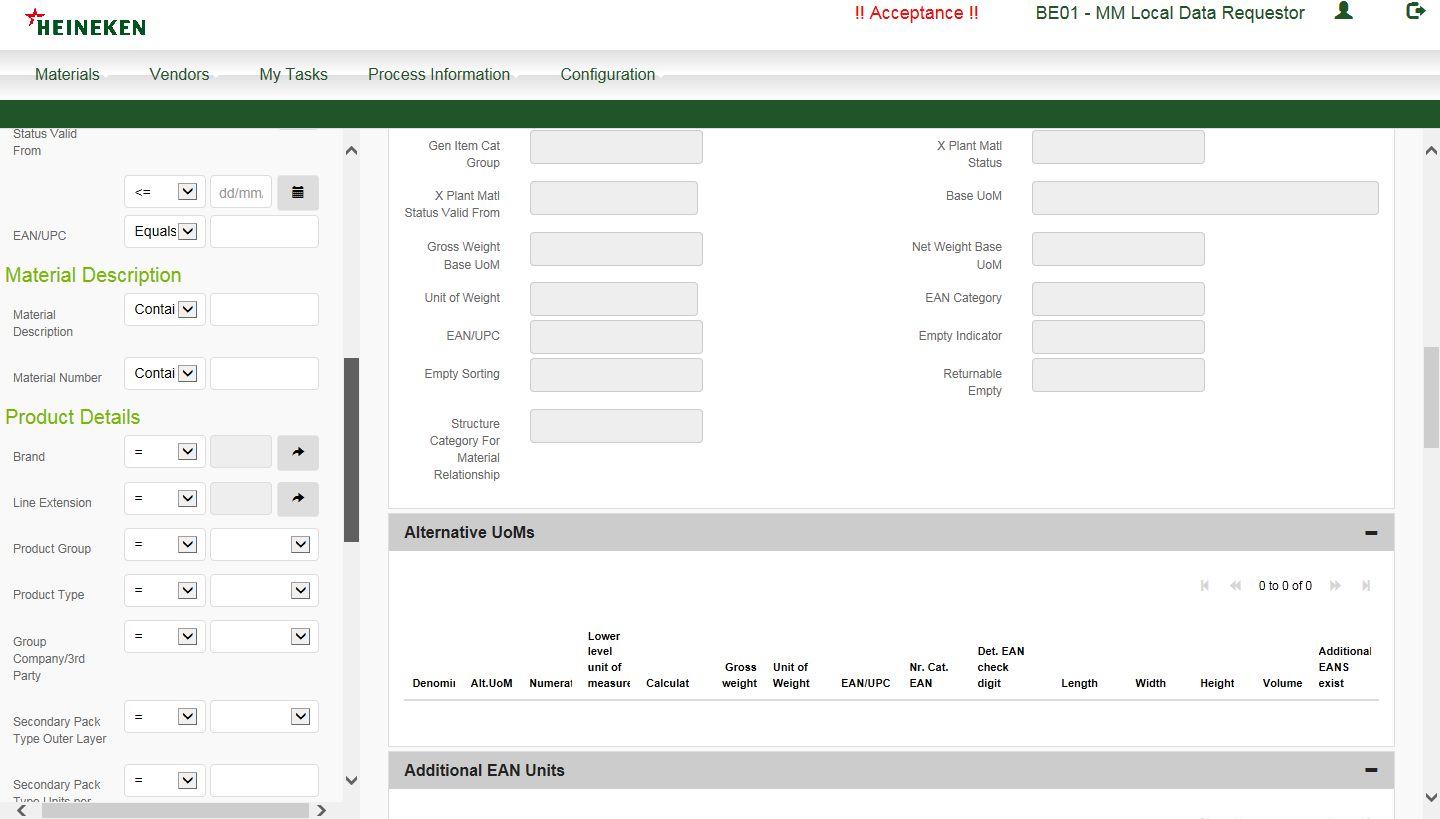 HEINEKEN
!! Acceptance !!
BE01 - MM Local Data Requestor
Materials
Vendors
My Tasks
Process Information
Configuration
Status Valid
From
<=
dd/mm/
EAN/UPC
Equals
Material Description
Material
Description
Contai
Material Number
Contai
Product Details
Brand
=
Line Extension
=
Product Group
=
Product Type
=
Group
Company/3rd
Party
=
Secondary Pack
Type Outer Layer
=
Secondary Pack
Type Units per
=
Gen Item Cat
Group
X Plant Matl
Status
X Plant Matl
Status Valid From
Base UoM
Gross Weight
Base UoM
Net Weight Base
UoM
Unit of Weight
EAN Category
EAN/UPC
Empty Indicator
Empty Sorting
Returnable
Empty
Structure
Category For
Material
Relationship
Alternative UoMs
0 to 0 of 0
Denomin
Alt.UoM
Numerat
Lower
level
unit of
measure
Calculat
Gross
weight
Unit of
Weight
EAN/UPC
Nr. Cat.
EAN
Det. EAN
check
digit
Length
Width
Height
Volume
Additional
EANS
exist
Additional EAN Units